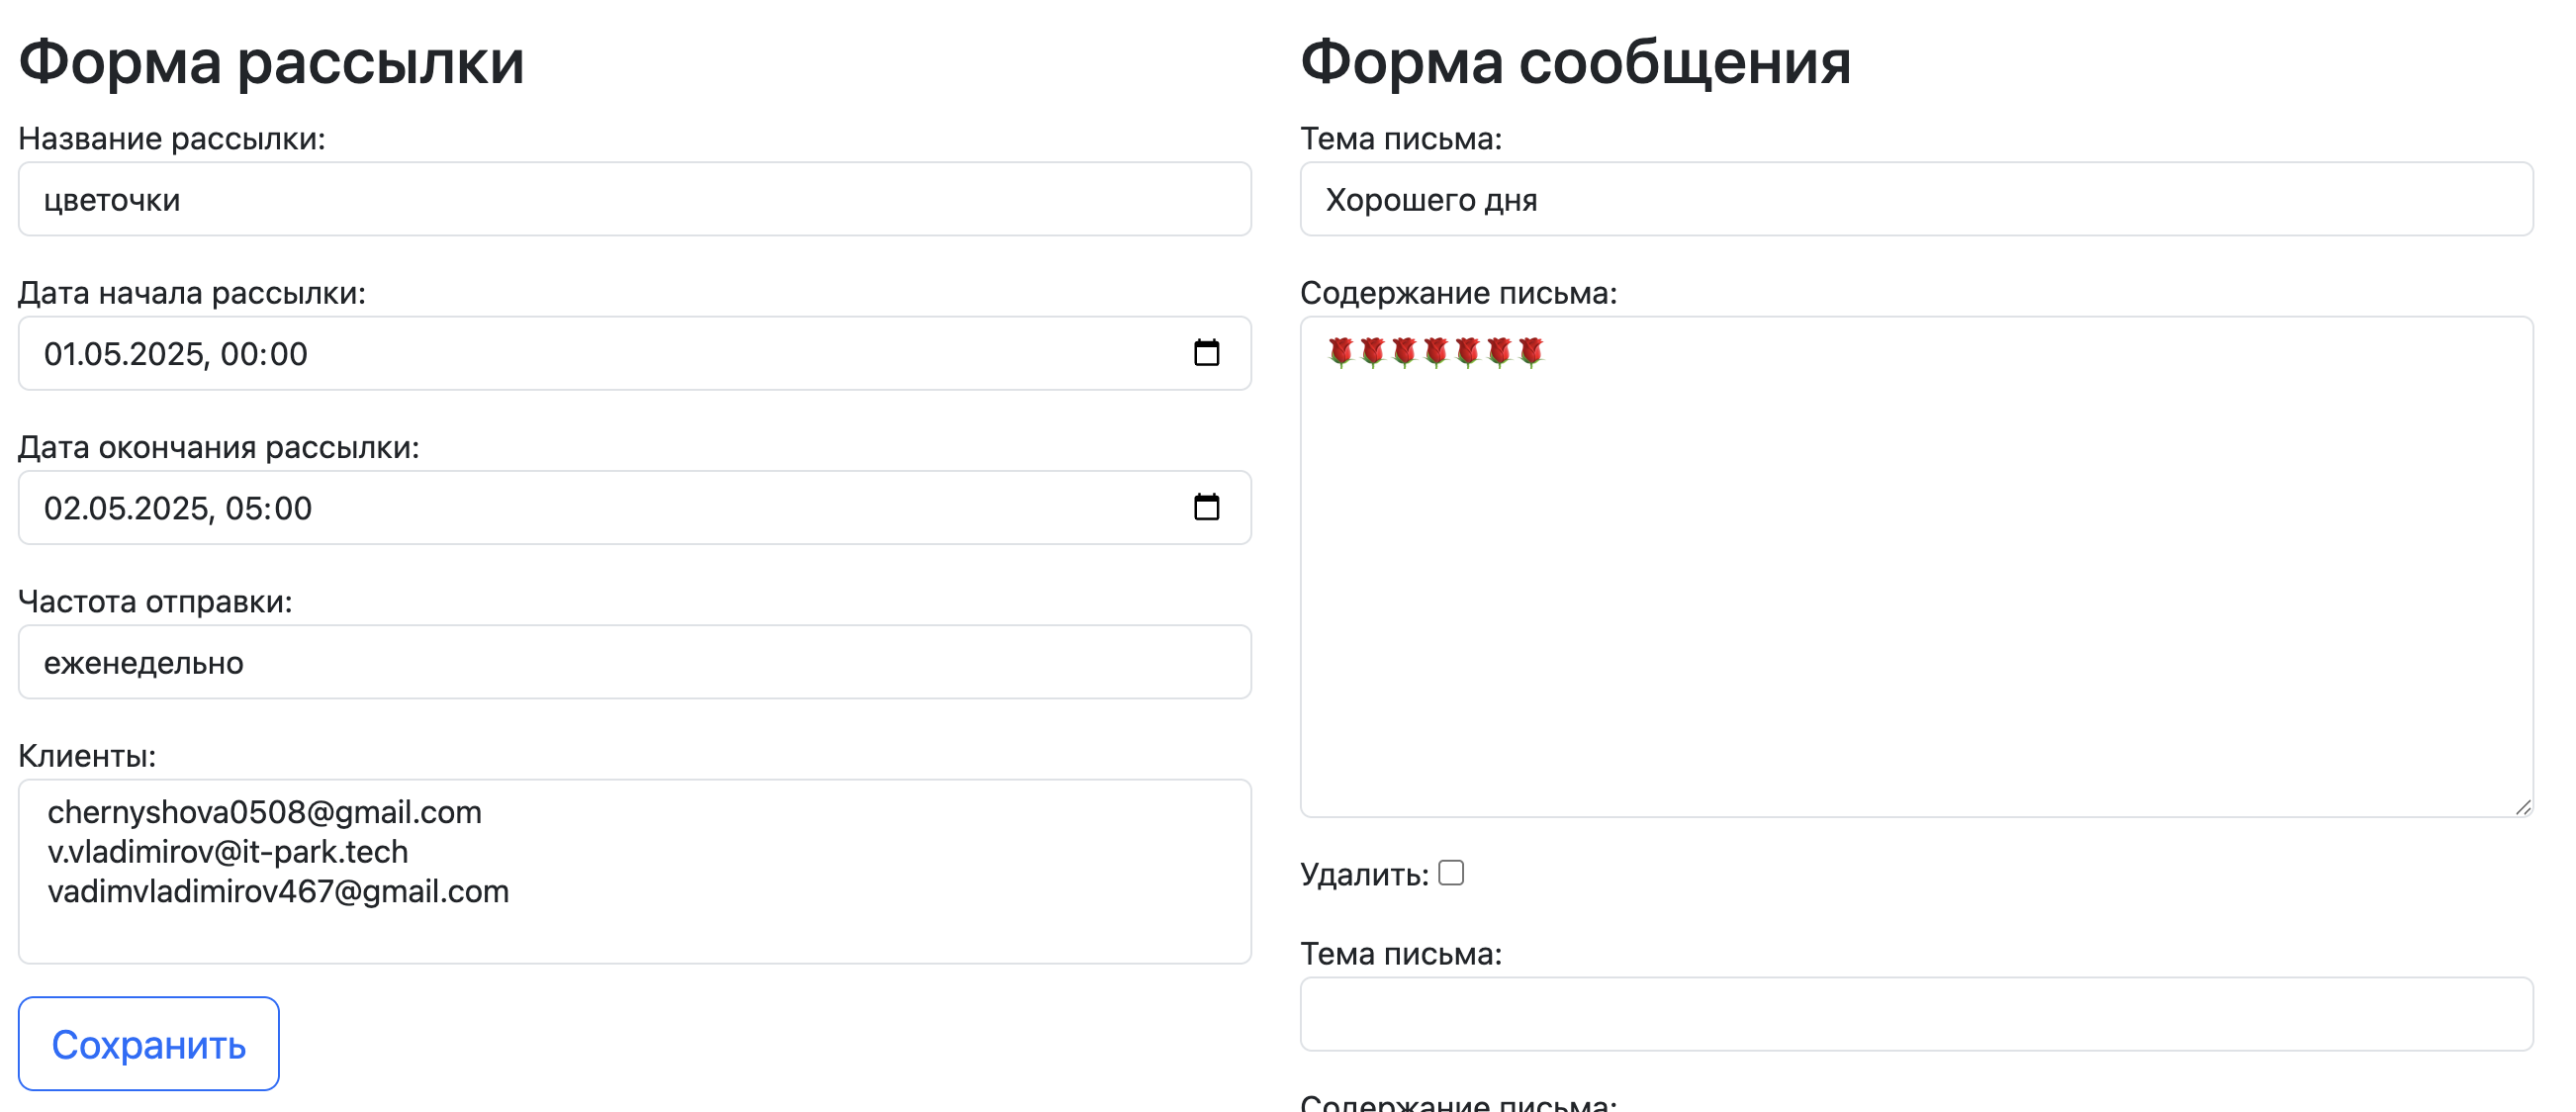 Форма рассылки
Название рассылки:
цветочки
Дата начала рассылки:
01.05.2025, 00:00
Дата окончания рассылки:
02.05.2025, 05:00
Частота отправки:
еженедельно
Клиенты:
chernyshova0508@gmail.com
v.vladimirov@it-park.tech
vadimvladimirov467@gmail.com
Сохранить
Форма сообщения
Тема письма:
Хорошего дня
Содержание письма:
🌹🌹🌹🌹🌹🌹🌹
Удалить:
Тема письма:
Содержание письма: